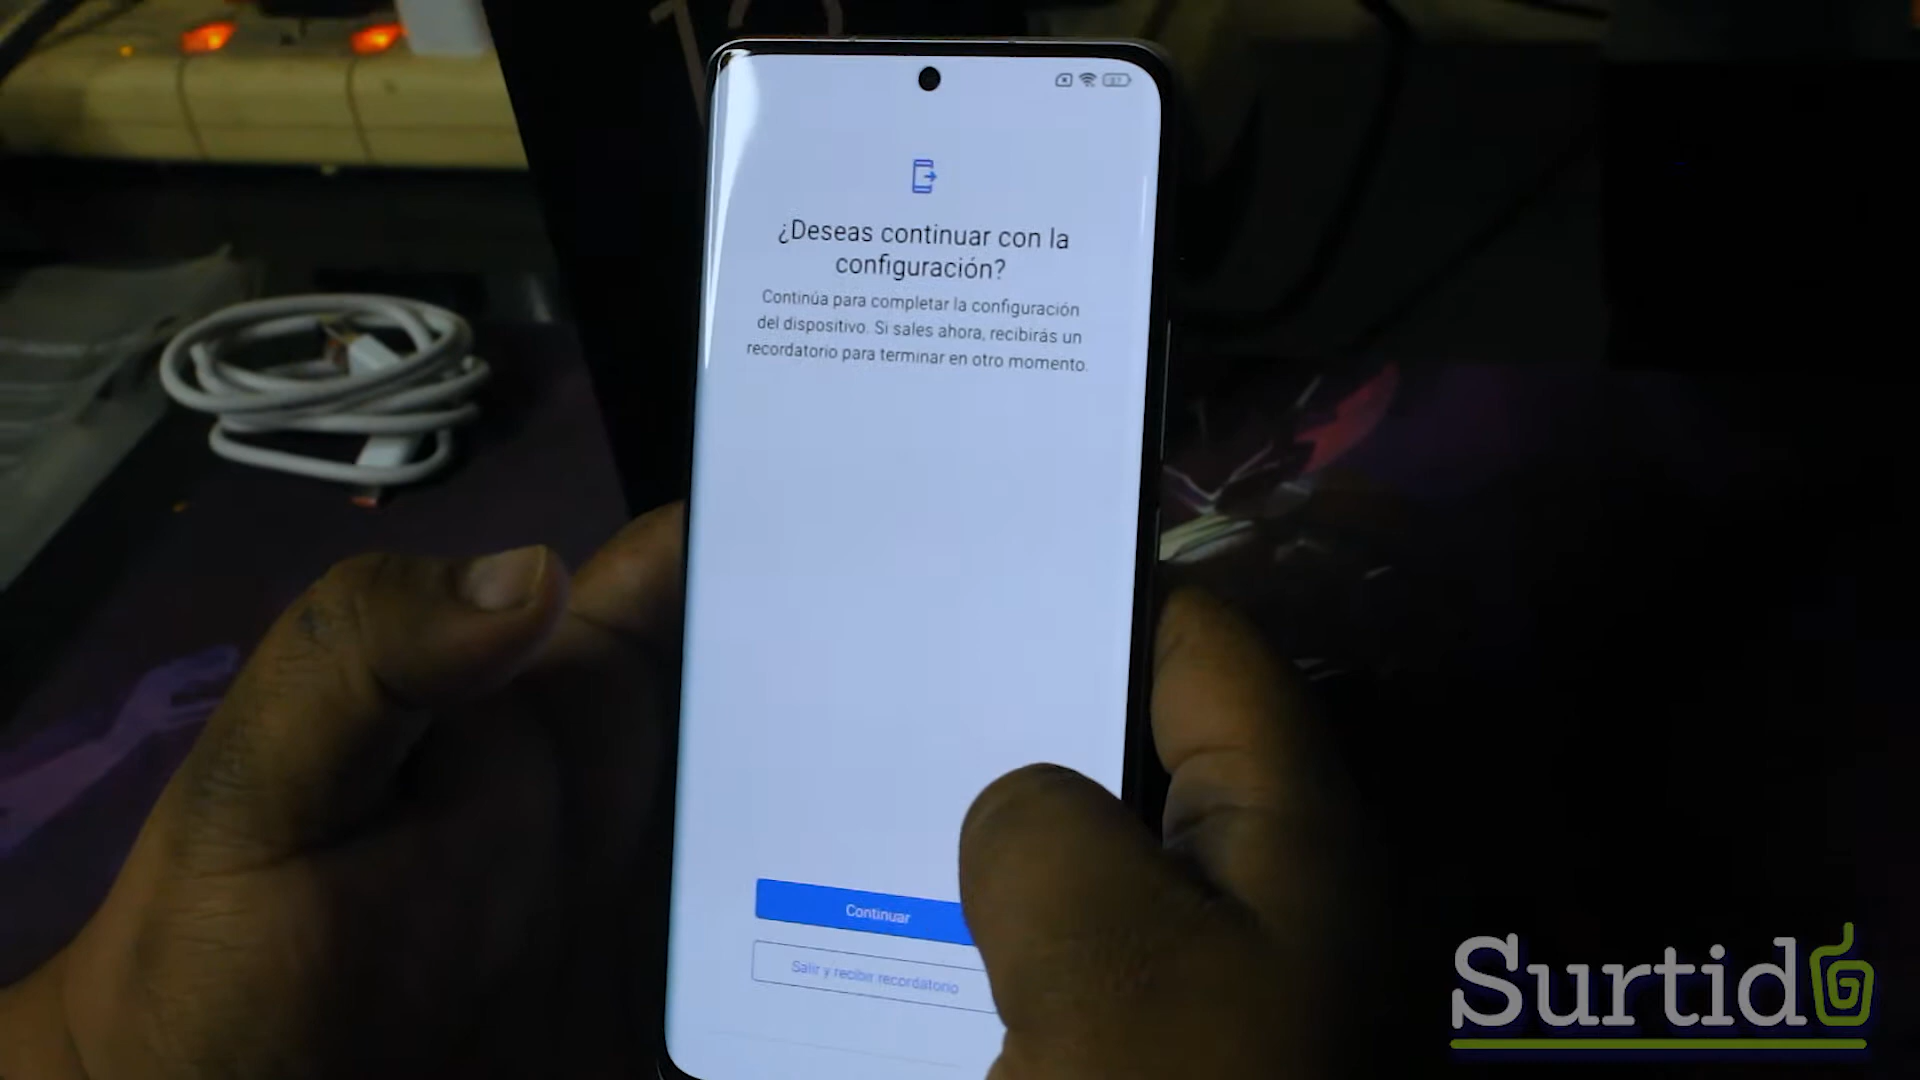 ¿Deseas continuar con la
configuración?
Continúa para completar la configuración
del dispositivo. Si sales ahora, recibirás un
recordatorio para terminar en otro momento.
Continuar
Salir y recibir recordatorio
Surtido